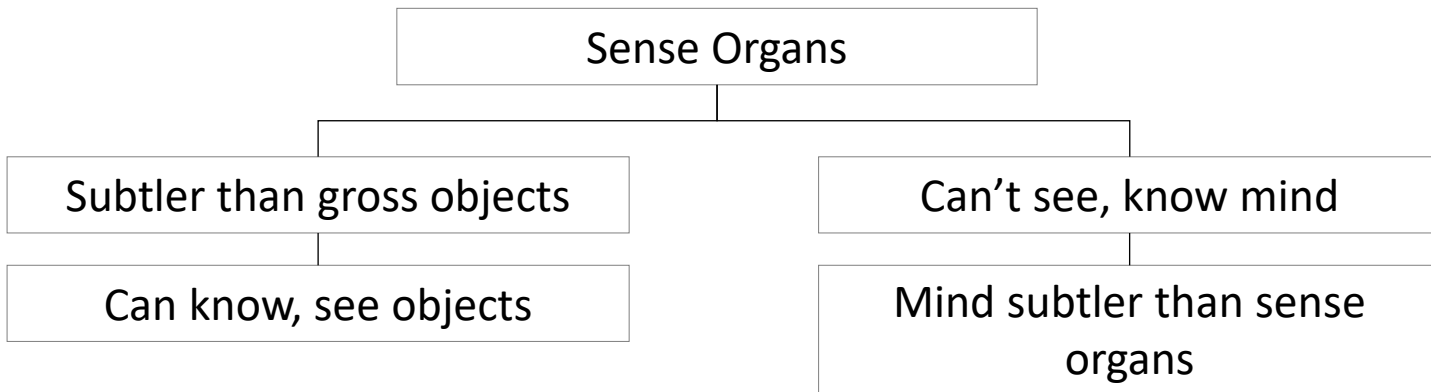 Sense Organs
Subtler than gross objects
Can't see, know mind
Can know, see objects
Mind subtler than sense
organs